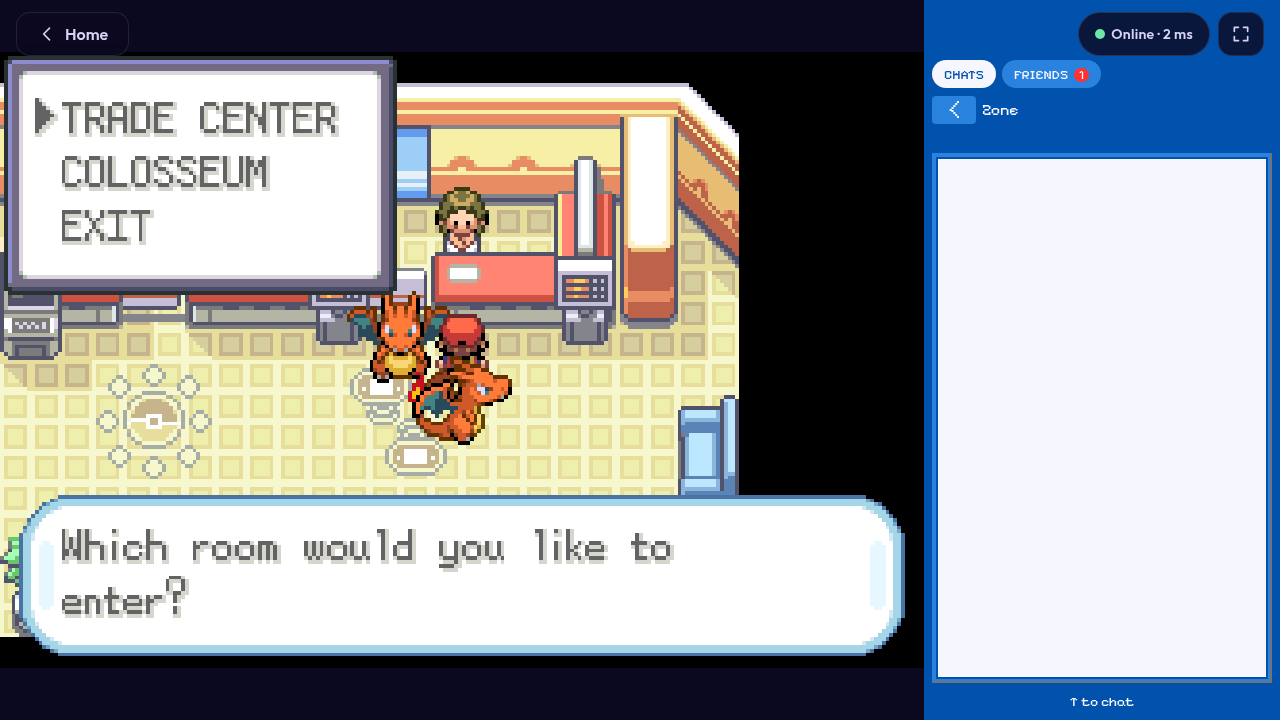 Home
Online · 2 ms
CHATS
FRIENDS 1
Zone
TRADE CENTER
COLOSSEUM
EXIT
Which room would you like to
enter?
↑ to chat